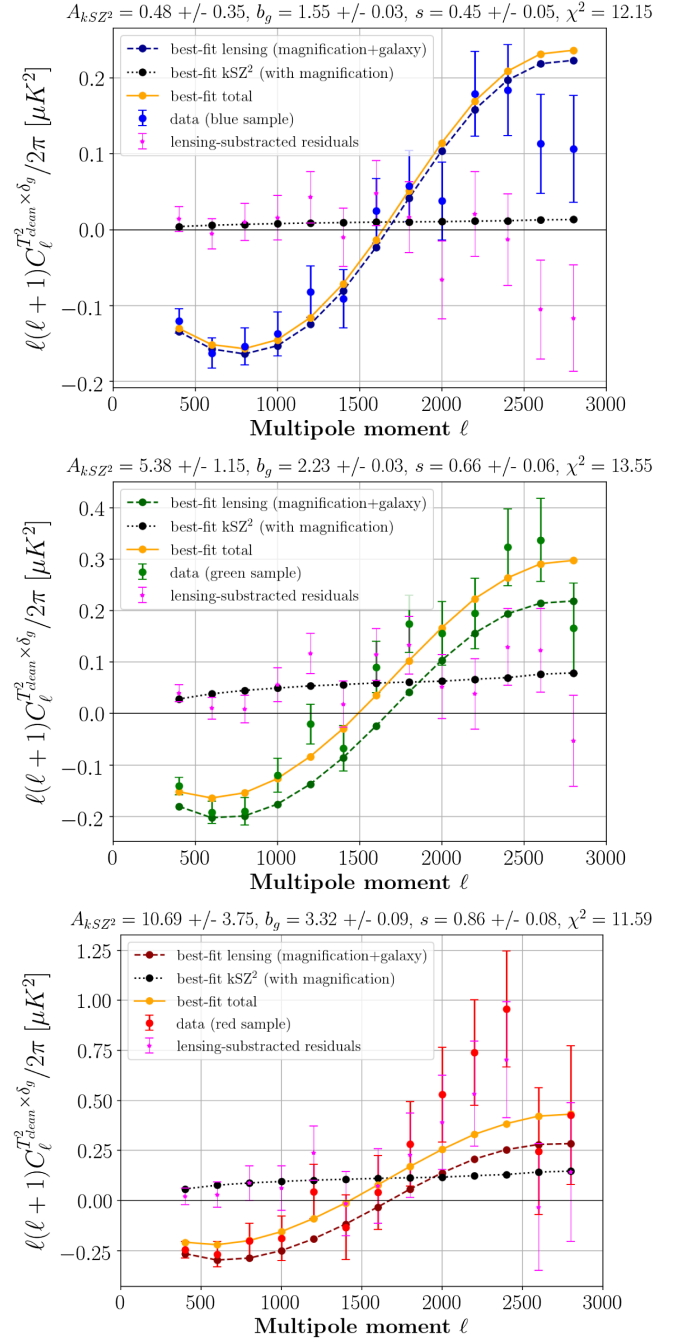 A_{kSZ²} = 0.48 +/- 0.35, b_g = 1.55 +/- 0.03, s = 0.45 +/- 0.05, χ² = 12.15
best-fit lensing (magnification+galaxy)
best-fit kSZ² (with magnification)
best-fit total
data (blue sample)
lensing-substracted residuals
ℓ(ℓ + 1)C_ℓ^{T²_{clean}×δ_g}/2π [μK²]
0.2
0.1
0.0
−0.1
−0.2
0 500 1000 1500 2000 2500 3000
Multipole moment ℓ
A_{kSZ²} = 5.38 +/- 1.15, b_g = 2.23 +/- 0.03, s = 0.66 +/- 0.06, χ² = 13.55
best-fit lensing (magnification+galaxy)
best-fit kSZ² (with magnification)
best-fit total
data (green sample)
lensing-substracted residuals
ℓ(ℓ + 1)C_ℓ^{T²_{clean}×δ_g}/2π [μK²]
0.4
0.3
0.2
0.1
0.0
−0.1
−0.2
0 500 1000 1500 2000 2500 3000
Multipole moment ℓ
A_{kSZ²} = 10.69 +/- 3.75, b_g = 3.32 +/- 0.09, s = 0.86 +/- 0.08, χ² = 11.59
best-fit lensing (magnification+galaxy)
best-fit kSZ² (with magnification)
best-fit total
data (red sample)
lensing-substracted residuals
ℓ(ℓ + 1)C_ℓ^{T²_{clean}×δ_g}/2π [μK²]
1.25
1.00
0.75
0.50
0.25
0.00
−0.25
0 500 1000 1500 2000 2500 3000
Multipole moment ℓ